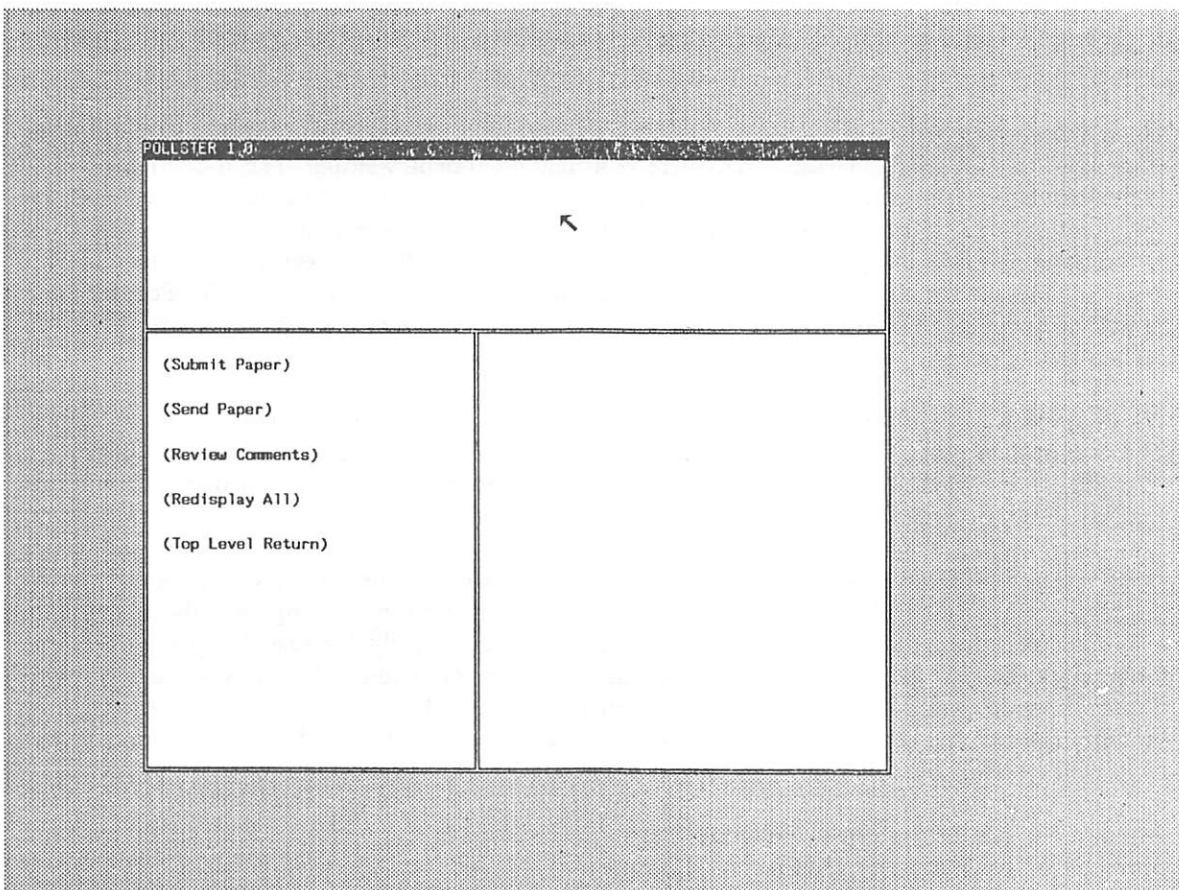 POLLSTER 1.0
(Submit Paper)
(Send Paper)
(Review Comments)
(Redisplay All)
(Top Level Return)